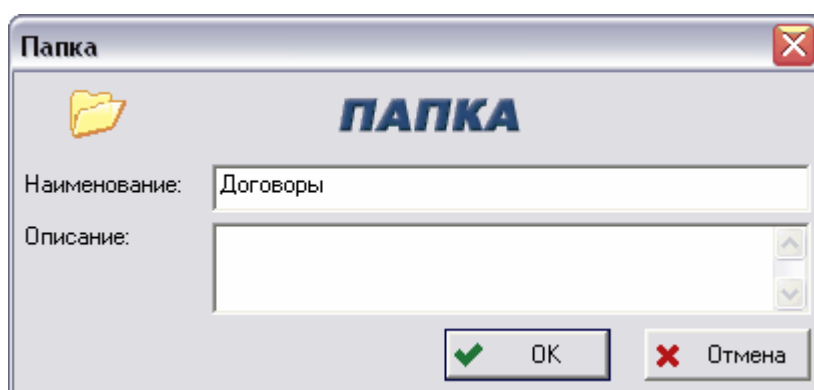 Папка
ПАПКА
Наименование: Договоры
Описание:
OK Отмена